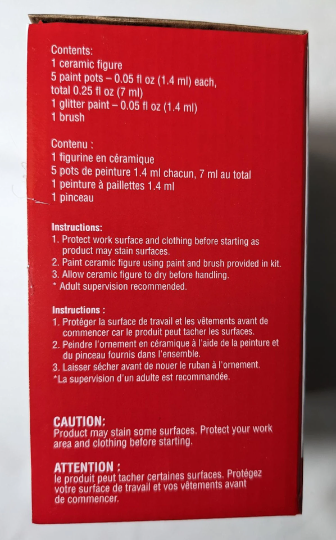 Contents:
1 ceramic figure
5 paint pots – 0.05 fl oz (1.4 ml) each,
total 0.25 fl oz (7 ml)
1 glitter paint – 0.05 fl oz (1.4 ml)
1 brush
Contenu :
1 figurine en céramique
5 pots de peinture 1.4 ml chacun, 7 ml au total
1 peinture à paillettes 1.4 ml
1 pinceau
Instructions:
1. Protect work surface and clothing before starting as
product may stain surfaces.
2. Paint ceramic figure using paint and brush provided in kit.
3. Allow ceramic figure to dry before handling.
* Adult supervision recommended.
Instructions :
1. Protéger la surface de travail et les vêtements avant de
commencer car le produit peut tacher les surfaces.
2. Peindre l'ornement en céramique à l'aide de la peinture et
du pinceau fournis dans l'ensemble.
3. Laisser sécher avant de nouer le ruban à l'ornement.
*La supervision d'un adulte est recommandée.
CAUTION:
Product may stain some surfaces. Protect your work
area and clothing before starting.
ATTENTION :
le produit peut tacher certaines surfaces. Protégez
votre surface de travail et vos vêtements avant
de commencer.